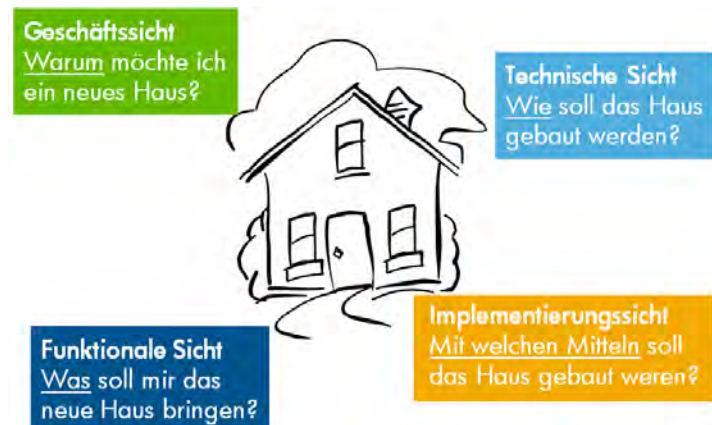 Geschäftssicht
Warum möchte ich
ein neues Haus?
Technische Sicht
Wie soll das Haus
gebaut werden?
Funktionale Sicht
Was soll mir das
neue Haus bringen?
Implementierungssicht
Mit welchen Mitteln soll
das Haus gebaut weren?